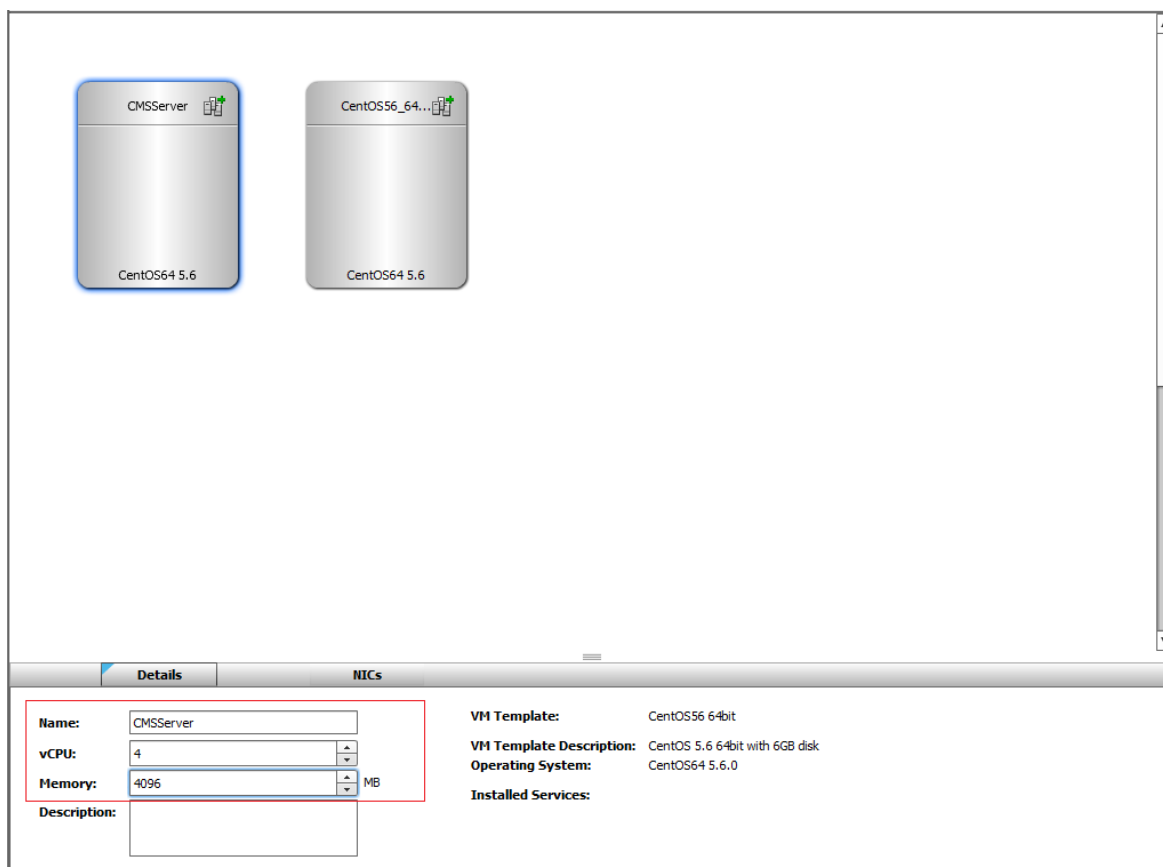 CMSServer
CentOS56_64...
CentOS64 5.6
CentOS64 5.6
Details
NICs
Name: CMSServer
vCPU: 4
Memory: 4096 MB
Description:
VM Template: CentOS56 64bit
VM Template Description: CentOS 5.6 64bit with 6GB disk
Operating System: CentOS64 5.6.0
Installed Services: